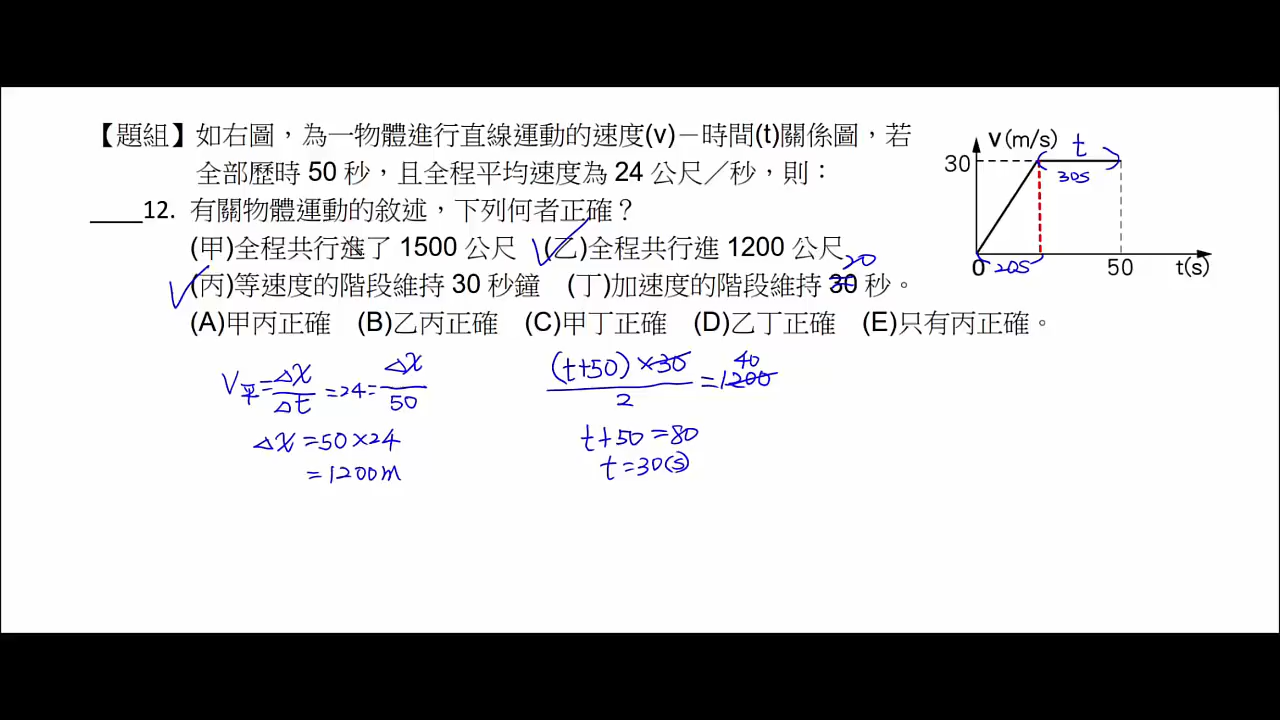 【題組】如右圖，為一物體進行直線運動的速度(v)－時間(t)關係圖，若
全部歷時 50 秒，且全程平均速度為 24 公尺／秒，則：
____12. 有關物體運動的敘述，下列何者正確？
(甲)全程共行進了 1500 公尺 (乙)全程共行進 1200 公尺
20
(丙)等速度的階段維持 30 秒鐘 (丁)加速度的階段維持 30 秒。
(A)甲丙正確 (B)乙丙正確 (C)甲丁正確 (D)乙丁正確 (E)只有丙正確。
V平=Δx/Δt=24=Δx/50
Δx=50×24
=1200m
(t+50)×30/2=1200
40
t+50=80
t=30(s)
v(m/s)
t
30
30s
0
20s
50
t(s)